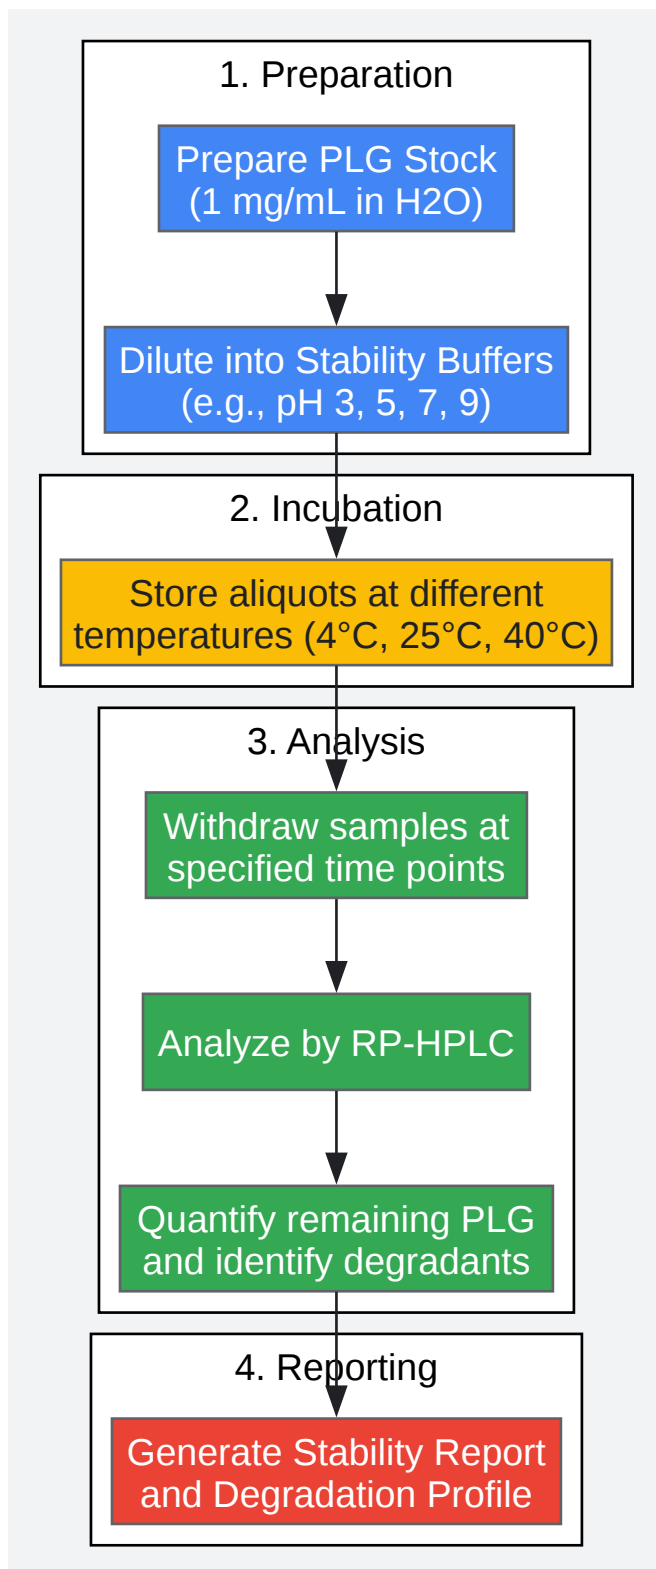 1. Preparation
Prepare PLG Stock
(1 mg/mL in H2O)
Dilute into Stability Buffers
(e.g., pH 3, 5, 7, 9)
2. Incubation
Store aliquots at different
temperatures (4°C, 25°C, 40°C)
3. Analysis
Withdraw samples at
specified time points
Analyze by RP-HPLC
Quantify remaining PLG
and identify degradants
4. Reporting
Generate Stability Report
and Degradation Profile